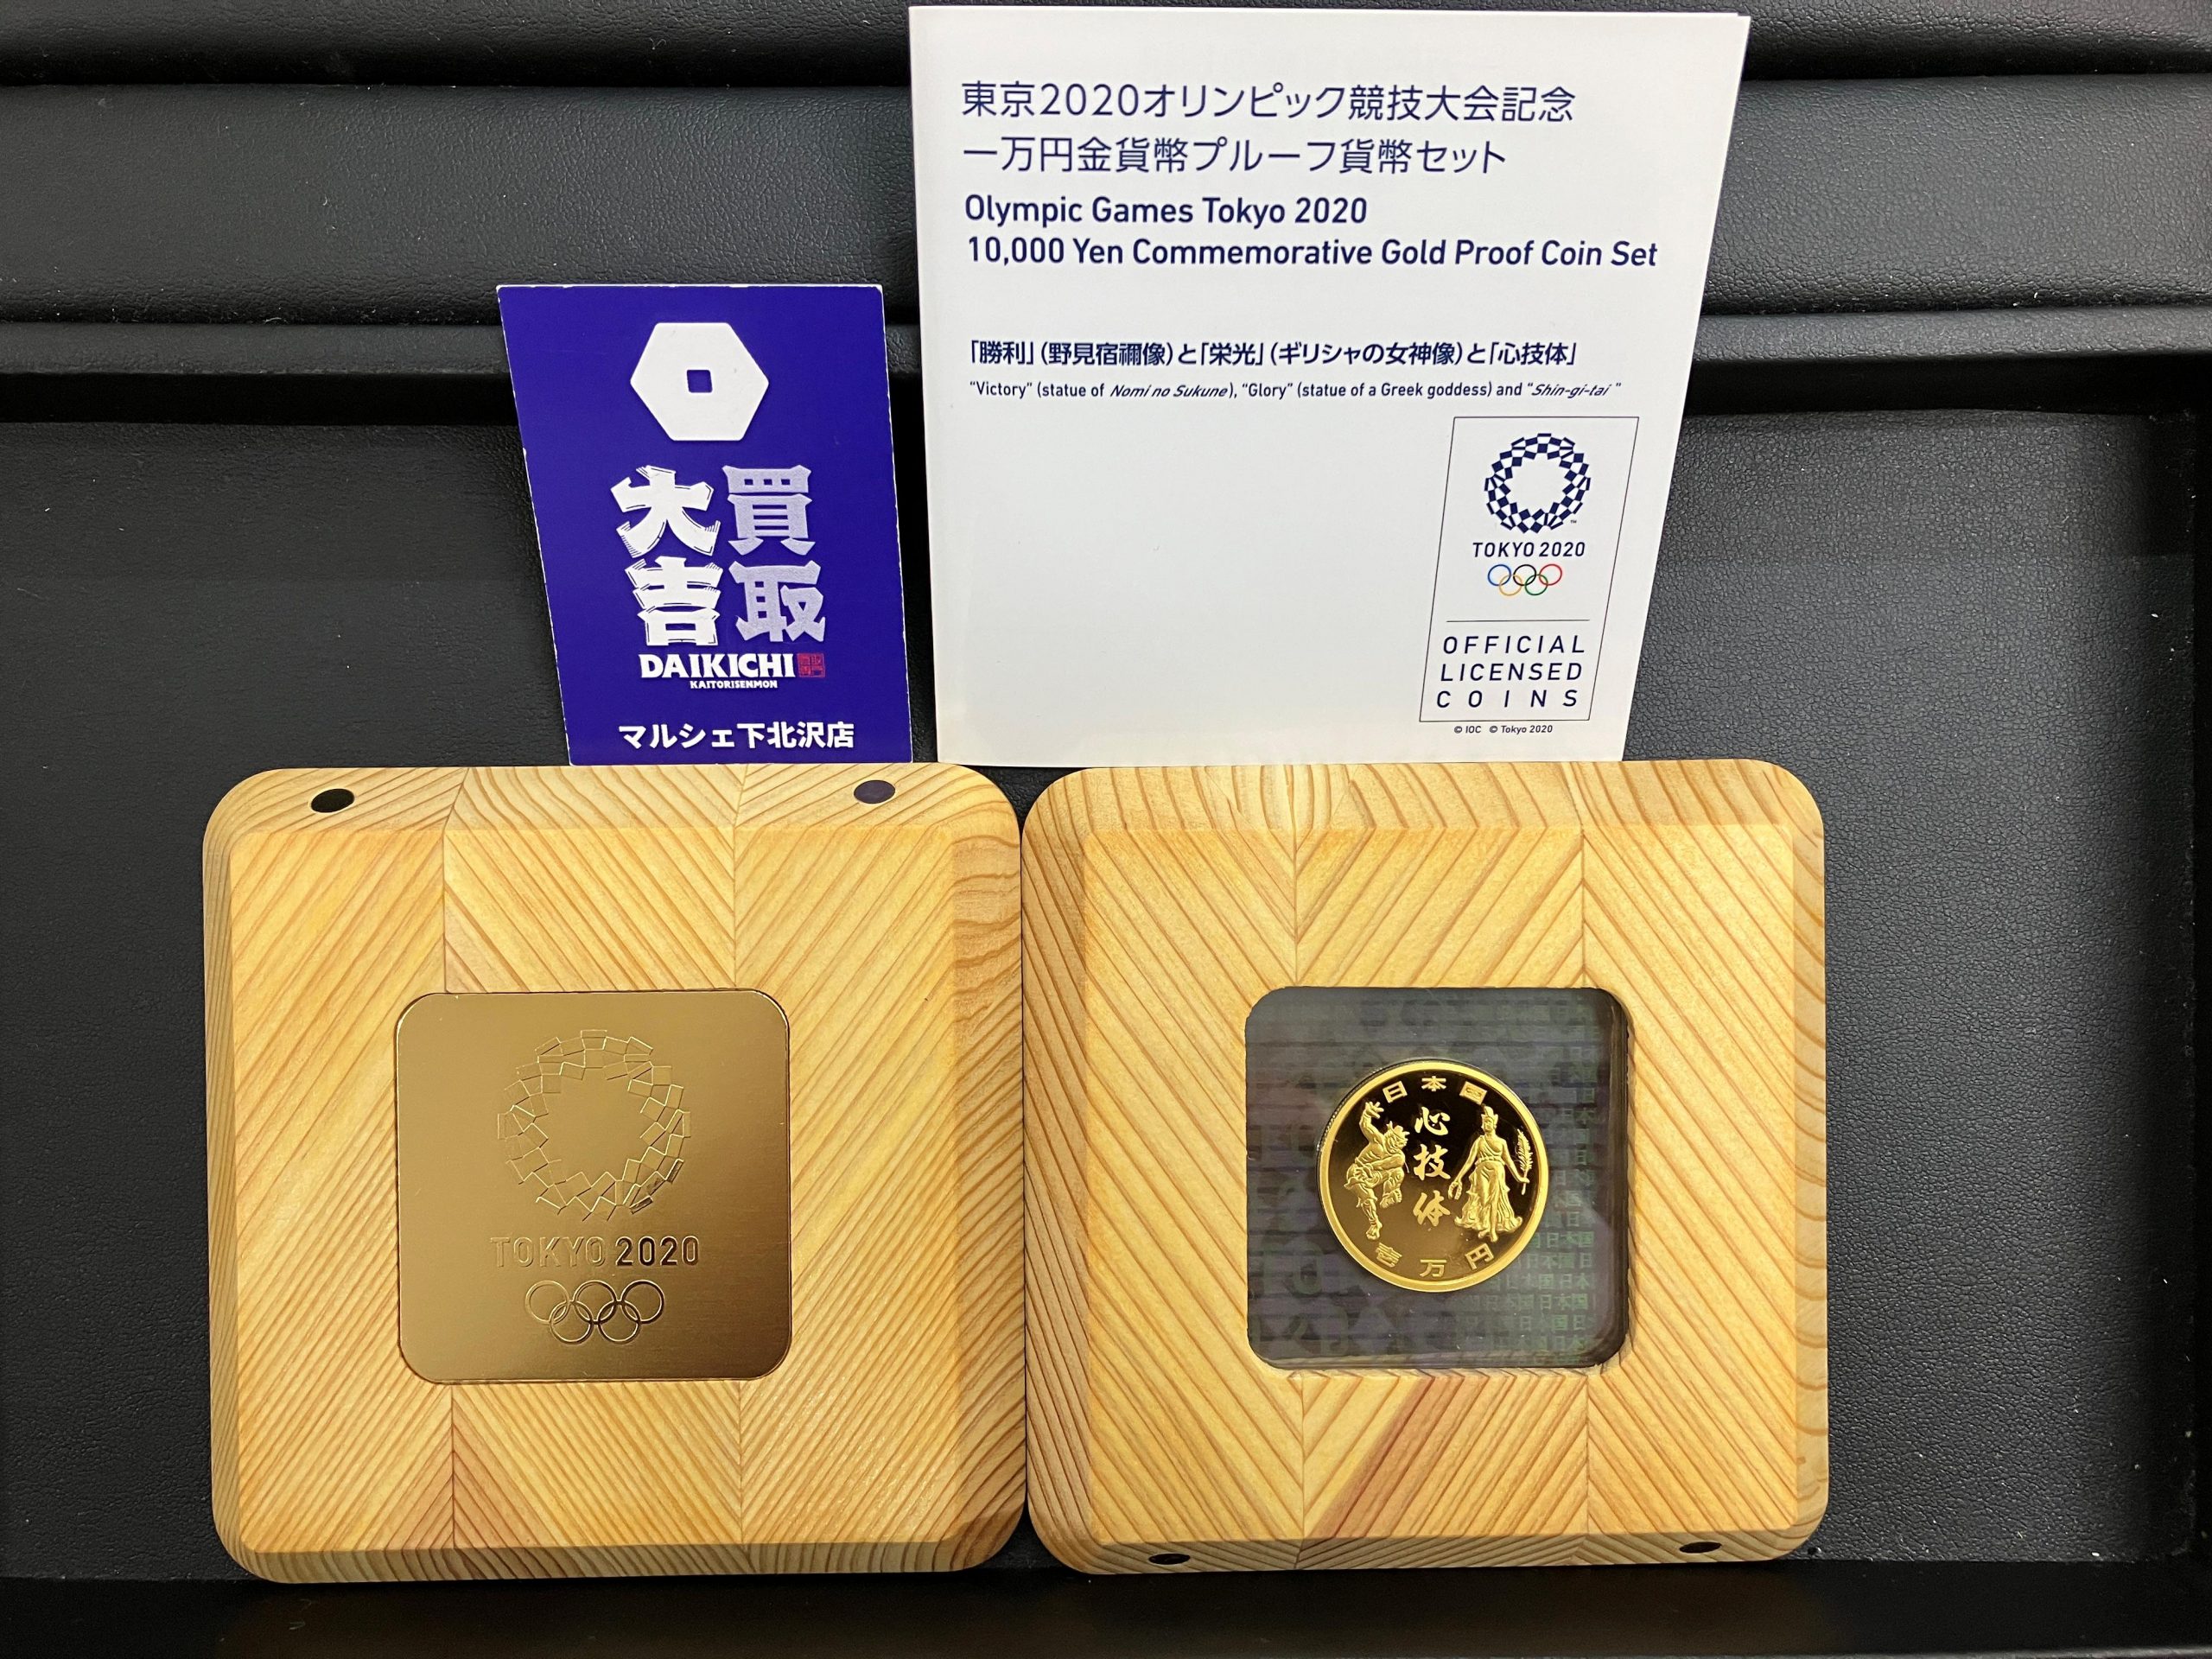 東京2020オリンピック競技大会記念
一万円金貨幣プルーフ貨幣セット
Olympic Games Tokyo 2020
10,000 Yen Commemorative Gold Proof Coin Set
「勝利」(野見宿禰像)と「栄光」(ギリシャの女神像)と「心技体」
“Victory” (statue of Nomi no Sukune), “Glory” (statue of a Greek goddess) and “Shin-gi-tai”
TOKYO 2020
OFFICIAL
LICENSED
COINS
© IOC © Tokyo 2020
買取
大吉
DAIKICHI
KAITORISENMON
マルシェ下北沢店
TOKYO 2020
日本国
心
技
体
壱万円